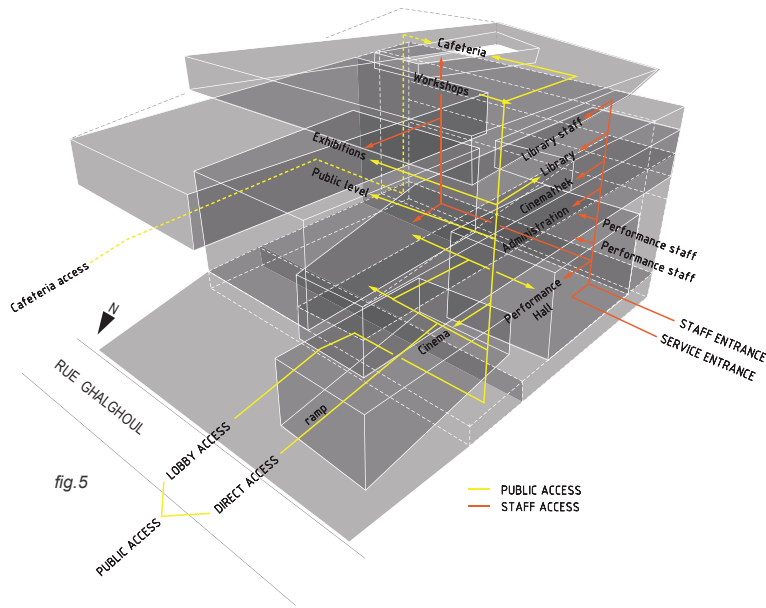 Cafeteria
Workshops
Exhibitions
Public level
Library staff
Library
Cinemathek
Administration
Performance staff
Performance staff
Performance
Hall
Cinema
Cafeteria access
N
RUE GHALGHOUL
ramp
LOBBY ACCESS
DIRECT ACCESS
PUBLIC ACCESS
STAFF ENTRANCE
SERVICE ENTRANCE
fig.5
PUBLIC ACCESS
STAFF ACCESS